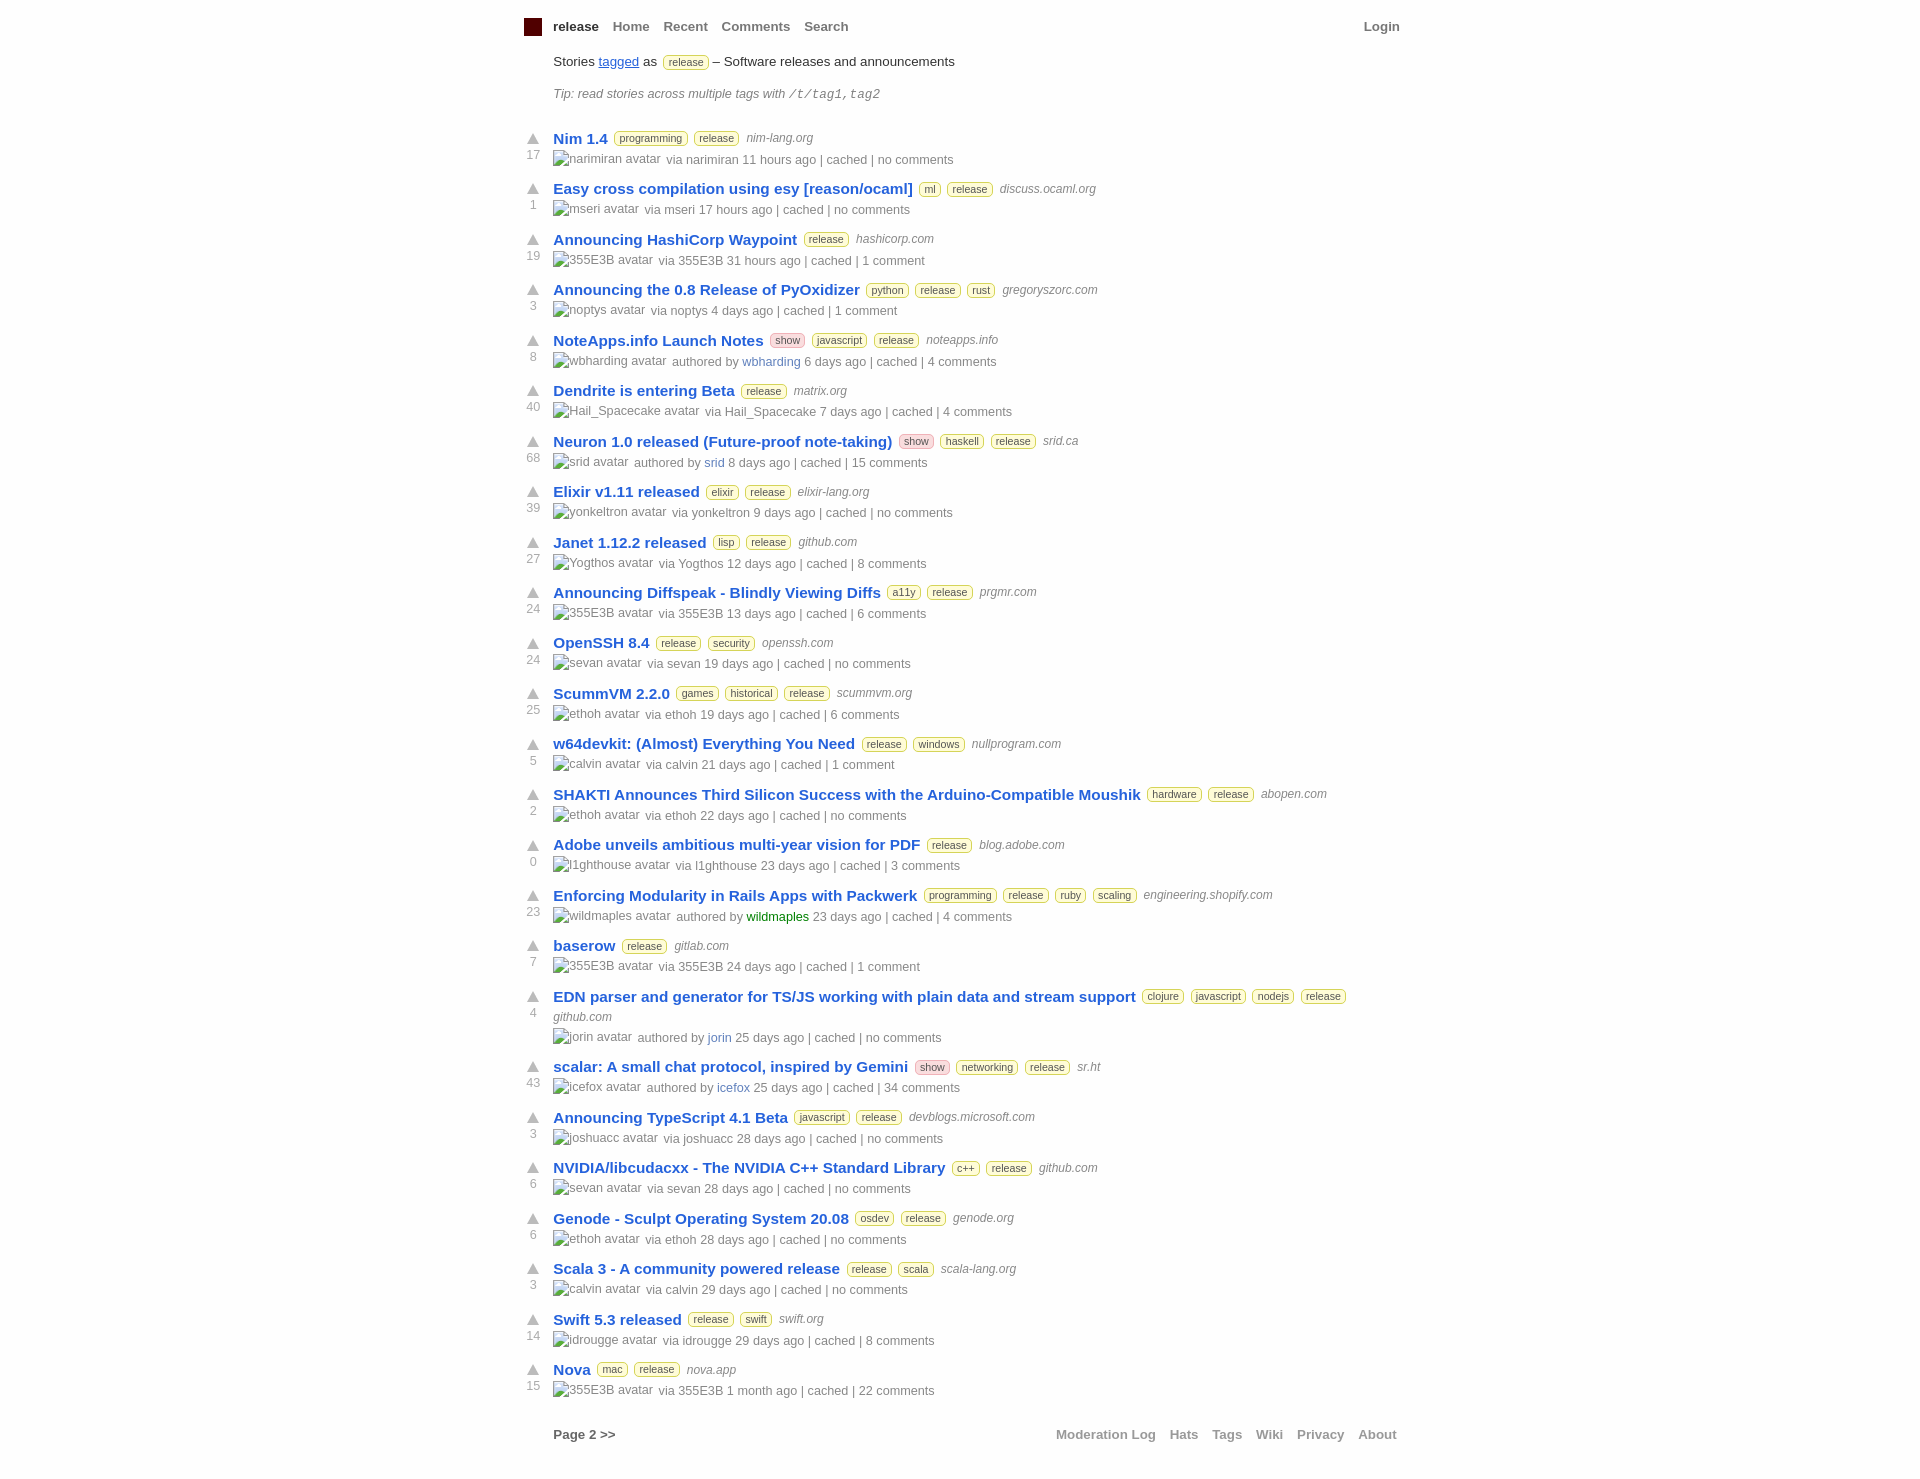 release Home Recent Comments Search Login
Stories tagged as release – Software releases and announcements
Tip: read stories across multiple tags with /t/tag1,tag2
Nim 1.4 programming release nim-lang.org
17 narimiran avatar via narimiran 11 hours ago | cached | no comments
Easy cross compilation using esy [reason/ocaml] ml release discuss.ocaml.org
1 mseri avatar via mseri 17 hours ago | cached | no comments
Announcing HashiCorp Waypoint release hashicorp.com
19 355E3B avatar via 355E3B 31 hours ago | cached | 1 comment
Announcing the 0.8 Release of PyOxidizer python release rust gregoryszorc.com
3 noptys avatar via noptys 4 days ago | cached | 1 comment
NoteApps.info Launch Notes show javascript release noteapps.info
8 wbharding avatar authored by wbharding 6 days ago | cached | 4 comments
Dendrite is entering Beta release matrix.org
40 Hail_Spacecake avatar via Hail_Spacecake 7 days ago | cached | 4 comments
Neuron 1.0 released (Future-proof note-taking) show haskell release srid.ca
68 srid avatar authored by srid 8 days ago | cached | 15 comments
Elixir v1.11 released elixir release elixir-lang.org
39 yonkeltron avatar via yonkeltron 9 days ago | cached | no comments
Janet 1.12.2 released lisp release github.com
27 Yogthos avatar via Yogthos 12 days ago | cached | 8 comments
Announcing Diffspeak - Blindly Viewing Diffs a11y release prgmr.com
24 355E3B avatar via 355E3B 13 days ago | cached | 6 comments
OpenSSH 8.4 release security openssh.com
24 sevan avatar via sevan 19 days ago | cached | no comments
ScummVM 2.2.0 games historical release scummvm.org
25 ethoh avatar via ethoh 19 days ago | cached | 6 comments
w64devkit: (Almost) Everything You Need release windows nullprogram.com
5 calvin avatar via calvin 21 days ago | cached | 1 comment
SHAKTI Announces Third Silicon Success with the Arduino-Compatible Moushik hardware release abopen.com
2 ethoh avatar via ethoh 22 days ago | cached | no comments
Adobe unveils ambitious multi-year vision for PDF release blog.adobe.com
0 l1ghthouse avatar via l1ghthouse 23 days ago | cached | 3 comments
Enforcing Modularity in Rails Apps with Packwerk programming release ruby scaling engineering.shopify.com
23 wildmaples avatar authored by wildmaples 23 days ago | cached | 4 comments
baserow release gitlab.com
7 355E3B avatar via 355E3B 24 days ago | cached | 1 comment
EDN parser and generator for TS/JS working with plain data and stream support clojure javascript nodejs release
4 github.com
jorin avatar authored by jorin 25 days ago | cached | no comments
scalar: A small chat protocol, inspired by Gemini show networking release sr.ht
43 icefox avatar authored by icefox 25 days ago | cached | 34 comments
Announcing TypeScript 4.1 Beta javascript release devblogs.microsoft.com
3 joshuacc avatar via joshuacc 28 days ago | cached | no comments
NVIDIA/libcudacxx - The NVIDIA C++ Standard Library c++ release github.com
6 sevan avatar via sevan 28 days ago | cached | no comments
Genode - Sculpt Operating System 20.08 osdev release genode.org
6 ethoh avatar via ethoh 28 days ago | cached | no comments
Scala 3 - A community powered release release scala scala-lang.org
3 calvin avatar via calvin 29 days ago | cached | no comments
Swift 5.3 released release swift swift.org
14 idrougge avatar via idrougge 29 days ago | cached | 8 comments
Nova mac release nova.app
15 355E3B avatar via 355E3B 1 month ago | cached | 22 comments
Page 2 >> Moderation Log Hats Tags Wiki Privacy About